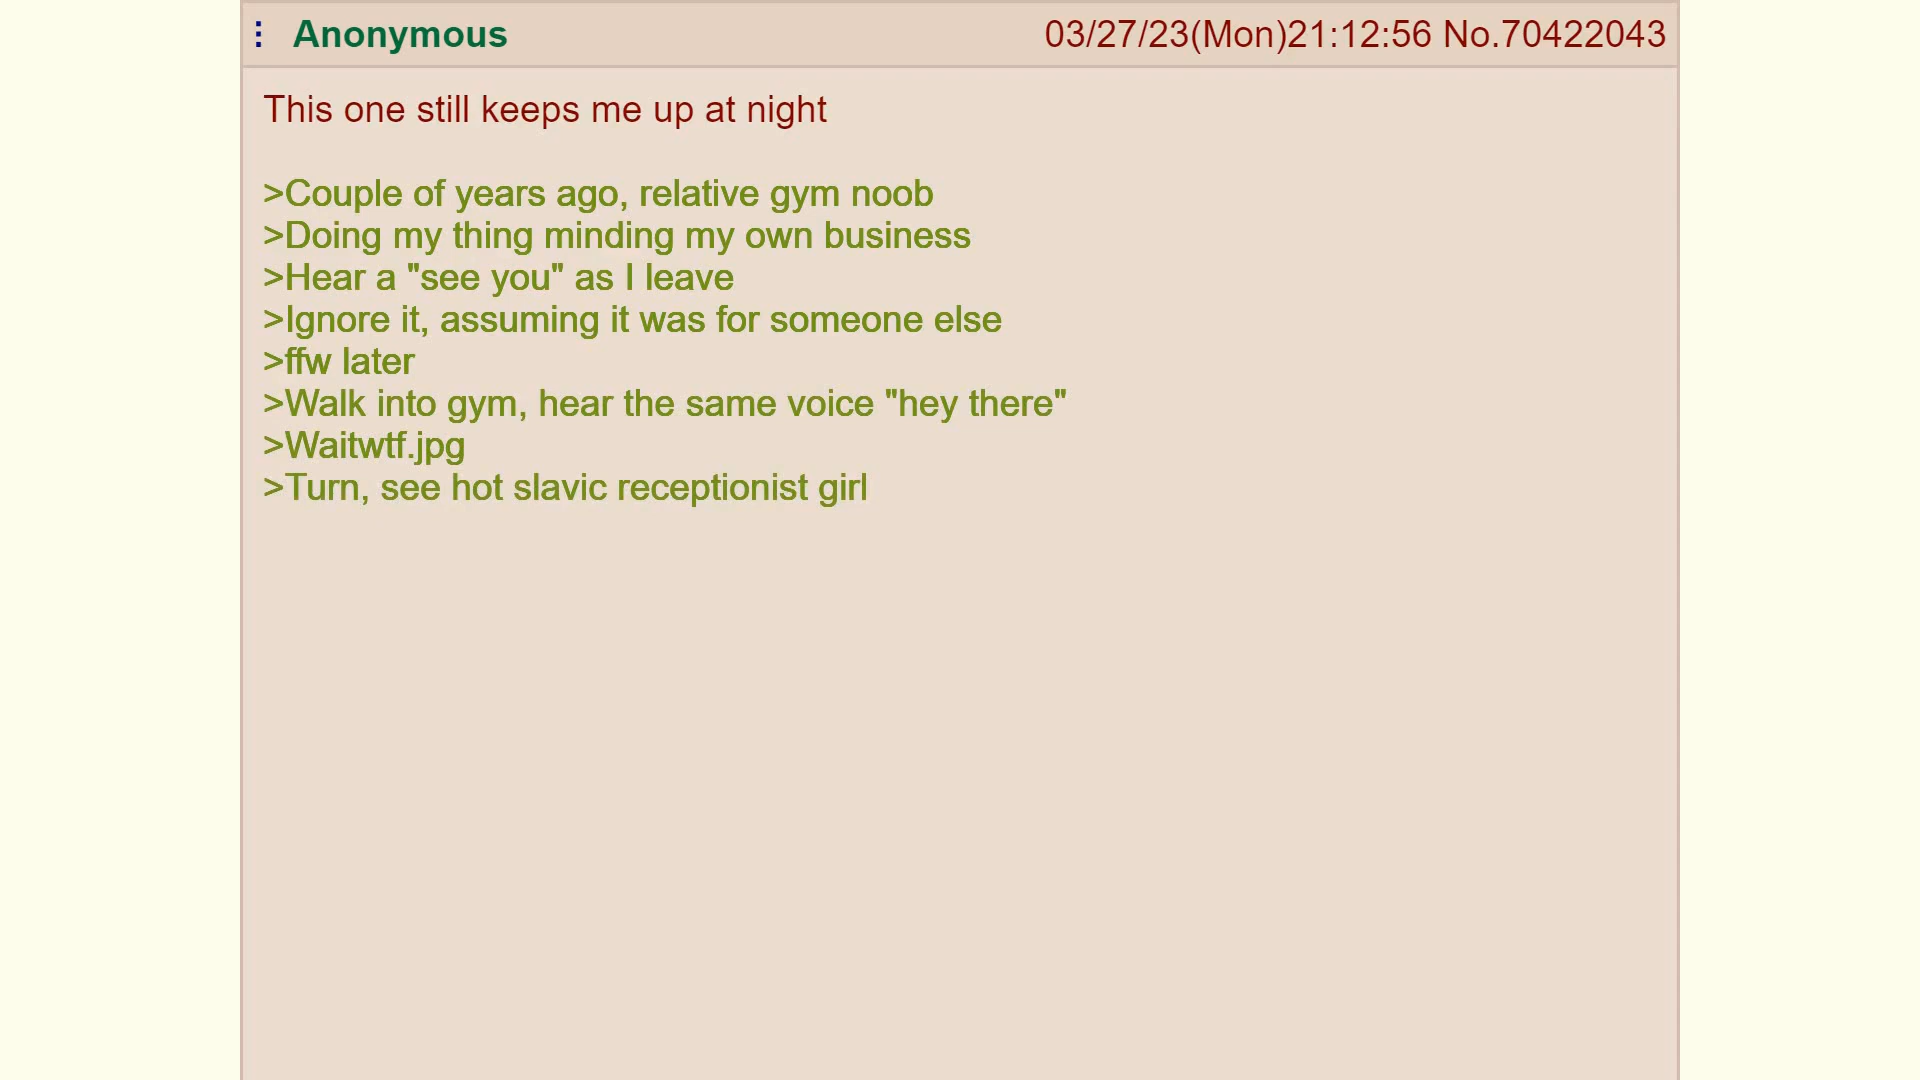 Anonymous
03/27/23(Mon)21:12:56 No.70422043
This one still keeps me up at night
>Couple of years ago, relative gym noob
>Doing my thing minding my own business
>Hear a "see you" as I leave
>Ignore it, assuming it was for someone else
>ffw later
>Walk into gym, hear the same voice "hey there"
>Waitwtf.jpg
>Turn, see hot slavic receptionist girl